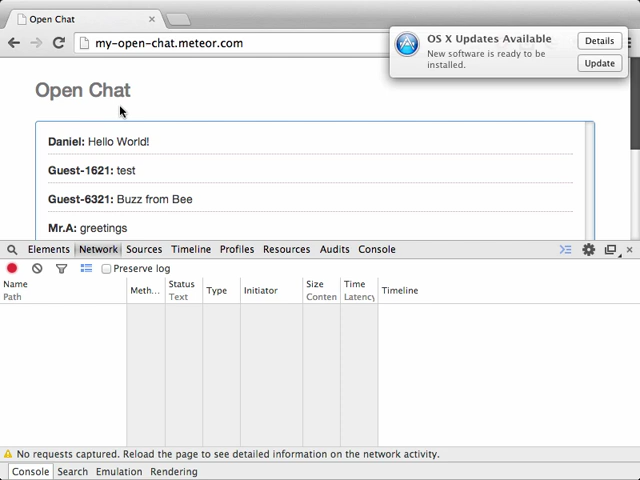 Open Chat
my-open-chat.meteor.com
OS X Updates Available
New software is ready to be
installed.
Details
Update
Open Chat
Daniel: Hello World!
Guest-1621: test
Guest-6321: Buzz from Bee
Mr.A: greetings
Elements Network Sources Timeline Profiles Resources Audits Console
Preserve log
Name Meth... Status Type Initiator Size Time Timeline
Path Text Conten Latency
No requests captured. Reload the page to see detailed information on the network activity.
Console Search Emulation Rendering